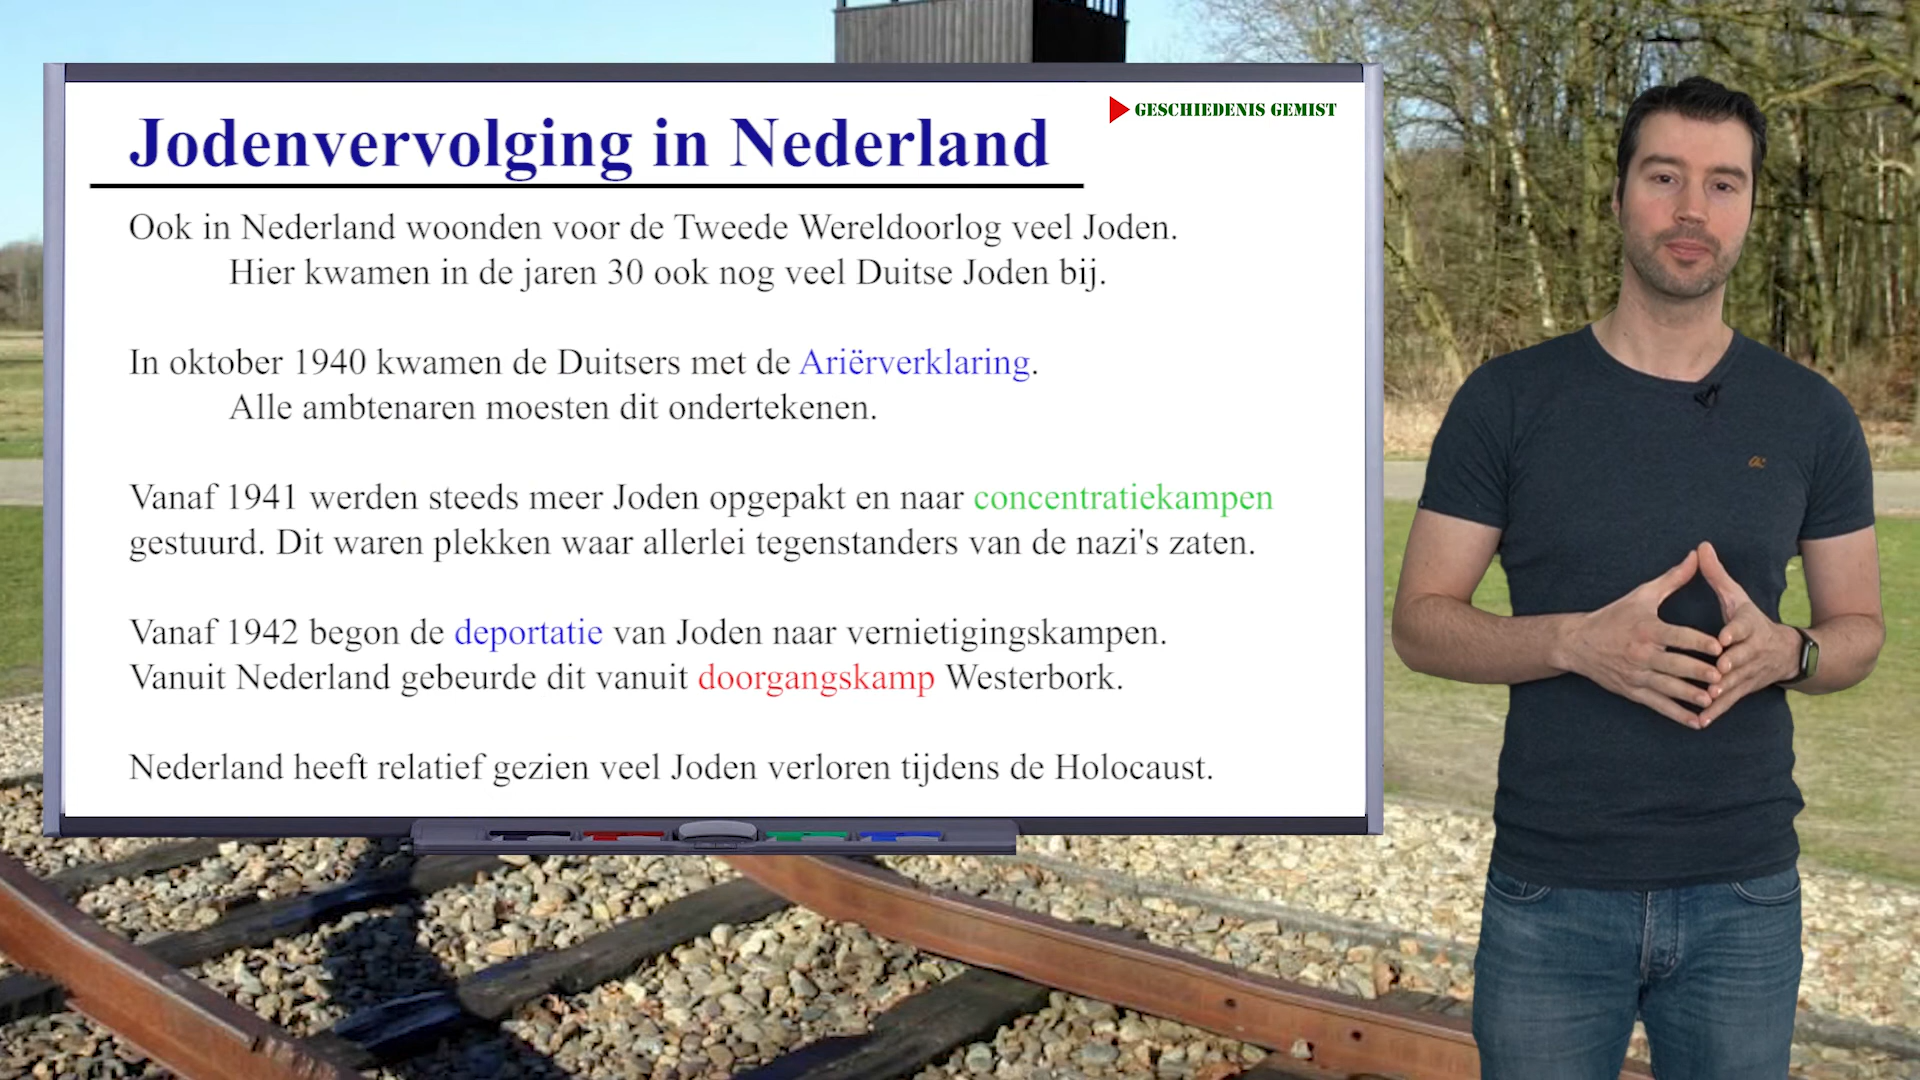 Jodenvervolging in Nederland
GESCHIEDENIS GEMIST
Ook in Nederland woonden voor de Tweede Wereldoorlog veel Joden.
Hier kwamen in de jaren 30 ook nog veel Duitse Joden bij.
In oktober 1940 kwamen de Duitsers met de Ariërverklaring.
Alle ambtenaren moesten dit ondertekenen.
Vanaf 1941 werden steeds meer Joden opgepakt en naar concentratiekampen
gestuurd. Dit waren plekken waar allerlei tegenstanders van de nazi's zaten.
Vanaf 1942 begon de deportatie van Joden naar vernietigingskampen.
Vanuit Nederland gebeurde dit vanuit doorgangskamp Westerbork.
Nederland heeft relatief gezien veel Joden verloren tijdens de Holocaust.